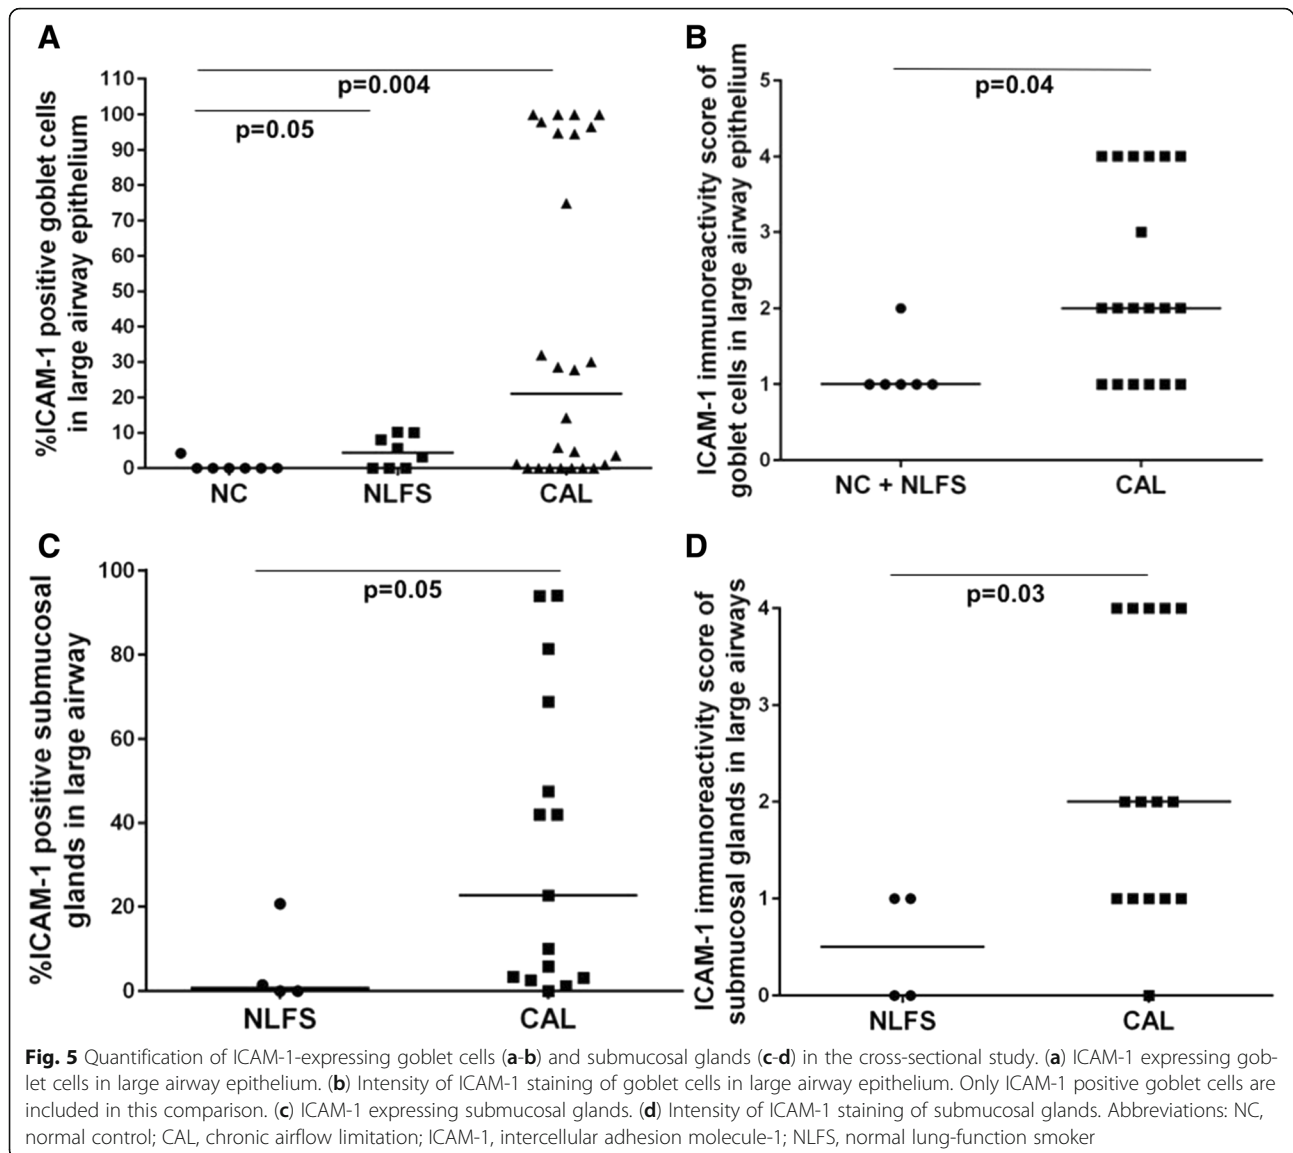 A
%ICAM-1 positive goblet cells
in large airway epithelium
110
100
90
80
70
60
50
40
30
20
10
0
p=0.004
p=0.05
NC
NLFS
CAL
B
ICAM-1 immunoreactivity score of
goblet cells in large airway epithelium
5
4
3
2
1
0
p=0.04
NC + NLFS
CAL
C
%ICAM-1 positive submucosal
glands in large airway
100
80
60
40
20
0
p=0.05
NLFS
CAL
D
ICAM-1 immunoreactivity score of
submucosal glands in large airways
4
3
2
1
0
p=0.03
NLFS
CAL
Fig. 5 Quantification of ICAM-1-expressing goblet cells (a-b) and submucosal glands (c-d) in the cross-sectional study. (a) ICAM-1 expressing gob-
let cells in large airway epithelium. (b) Intensity of ICAM-1 staining of goblet cells in large airway epithelium. Only ICAM-1 positive goblet cells are
included in this comparison. (c) ICAM-1 expressing submucosal glands. (d) Intensity of ICAM-1 staining of submucosal glands. Abbreviations: NC,
normal control; CAL, chronic airflow limitation; ICAM-1, intercellular adhesion molecule-1; NLFS, normal lung-function smoker